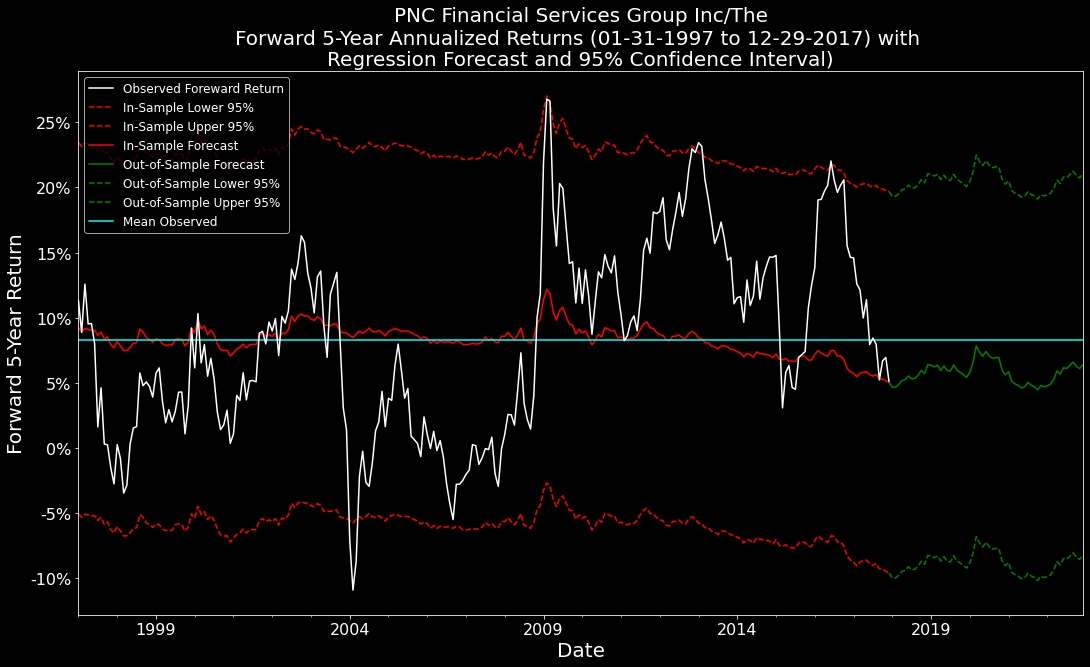 PNC Financial Services Group Inc/The
Forward 5-Year Annualized Returns (01-31-1997 to 12-29-2017) with
Regression Forecast and 95% Confidence Interval)
Observed Foreward Return
In-Sample Lower 95%
In-Sample Upper 95%
In-Sample Forecast
Out-of-Sample Forecast
Out-of-Sample Lower 95%
Out-of-Sample Upper 95%
Mean Observed
Forward 5-Year Return
25%
20%
15%
10%
5%
0%
-5%
-10%
1999
2004
2009
2014
2019
Date